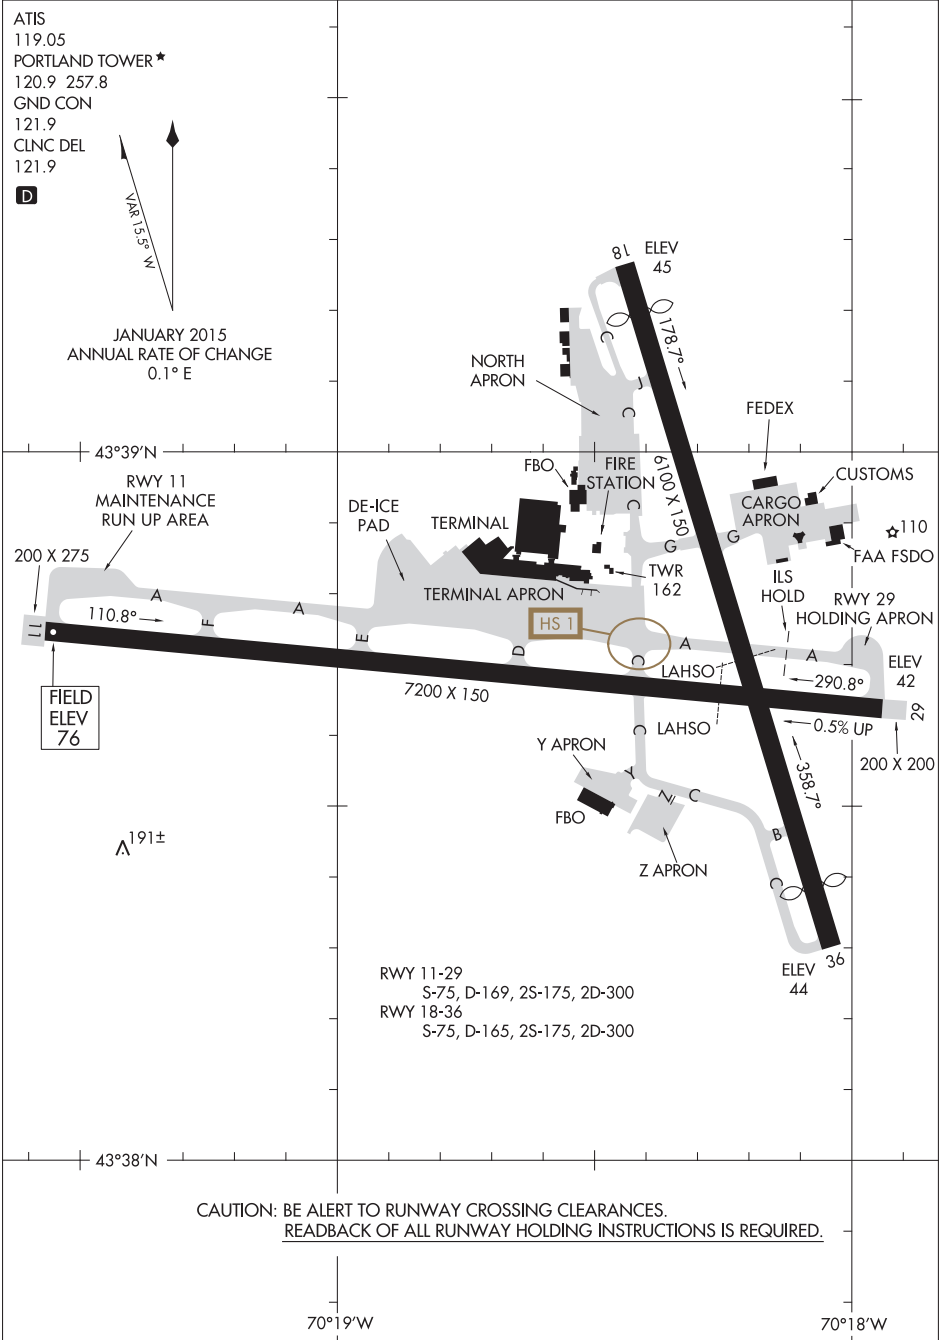 ATIS
119.05
PORTLAND TOWER
120.9 257.8
GND CON
121.9
CLNC DEL
121.9
D
VAR 15.5° W
JANUARY 2015
ANNUAL RATE OF CHANGE
0.1° E
18
ELEV
45
178.7°
C
J
C
NORTH
APRON
FEDEX
43°39'N
6100 X 150
FBO
FIRE
STATION
CUSTOMS
RWY 11
MAINTENANCE
RUN UP AREA
DE-ICE
PAD
TERMINAL
C
CARGO
APRON
110
G
G
FAA FSDO
200 X 275
TWR
162
ILS
HOLD
TERMINAL APRON
RWY 29
HOLDING APRON
A
A
110.8°
F
E
D
HS 1
C
A
A
11
LAHSO
290.8°
ELEV
42
29
7200 X 150
FIELD
ELEV
76
LAHSO
0.5% UP
C
200 X 200
Y APRON
Y
Z
C
358.7°
FBO
B
191±
Z APRON
C
36
ELEV
44
RWY 11-29
S-75, D-169, 2S-175, 2D-300
RWY 18-36
S-75, D-165, 2S-175, 2D-300
43°38'N
CAUTION: BE ALERT TO RUNWAY CROSSING CLEARANCES.
READBACK OF ALL RUNWAY HOLDING INSTRUCTIONS IS REQUIRED.
70°19'W
70°18'W